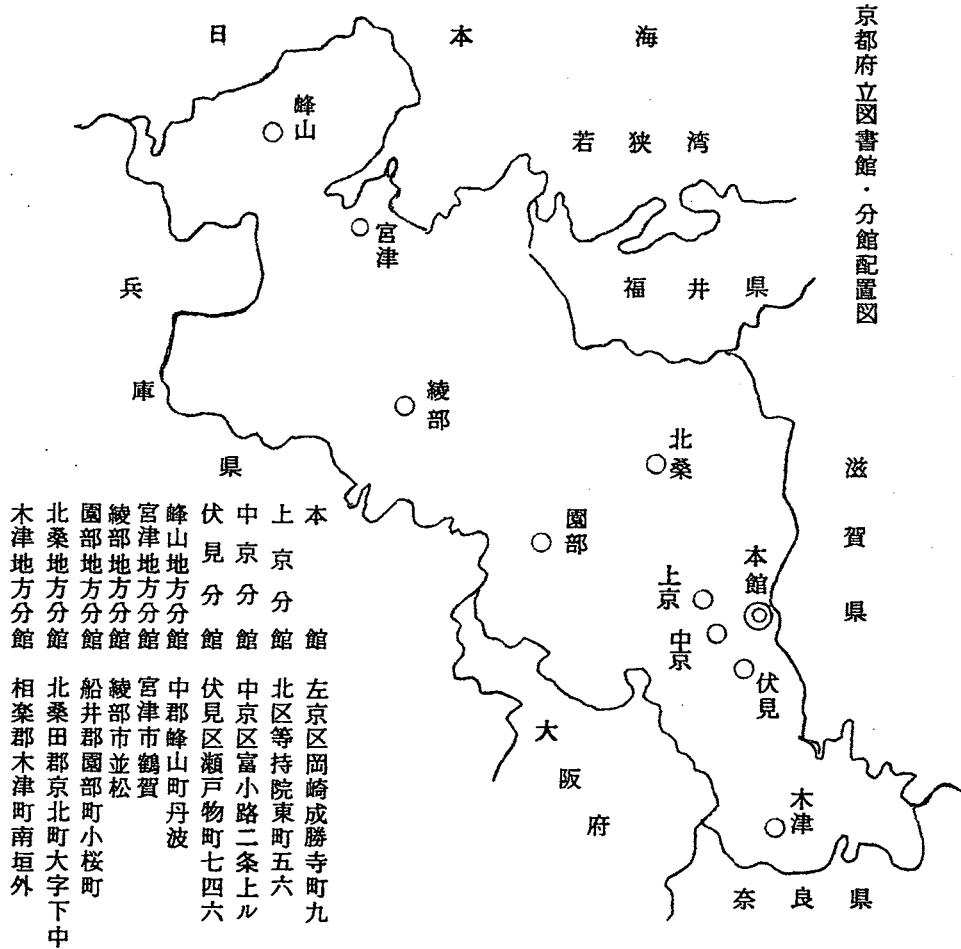 京都府立図書館・分館配置図
日本海
若狭湾
福井県
滋賀県
兵庫県
大阪府
奈良県
峰山
宮津
綾部
北桑
園部
上京
本館
中京
伏見
木津
本館 左京区岡崎成勝寺町九
上京分館 北区等持院東町五六
中京分館 中京区富小路二条上ル
伏見分館 伏見区瀬戸物町七四六
峰山地方分館 中郡峰山町丹波
宮津地方分館 宮津市鶴賀
綾部地方分館 綾部市並松
園部地方分館 船井郡園部町小桜町
北桑地方分館 北桑田郡京北町大字下中
木津地方分館 相楽郡木津町南垣外